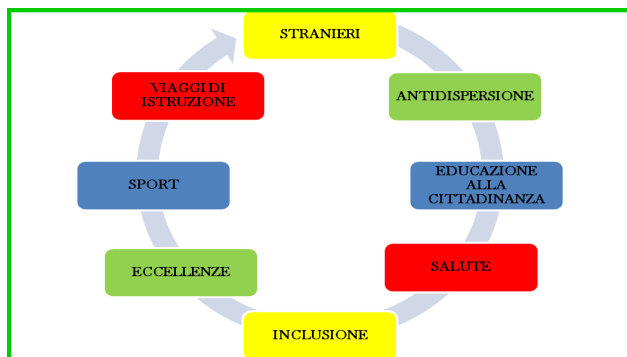 STRANIERI
ANTIDISPERSIONE
EDUCAZIONE
ALLA
CITTADINANZA
SALUTE
INCLUSIONE
ECCELLENZE
SPORT
VIAGGI DI
ISTRUZIONE